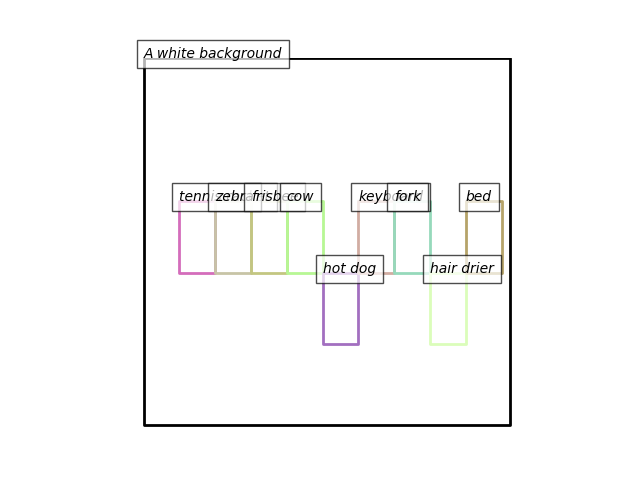 A white background
tennis
zebra
frisbee
cow
keyboard
fork
bed
hot dog
hair drier